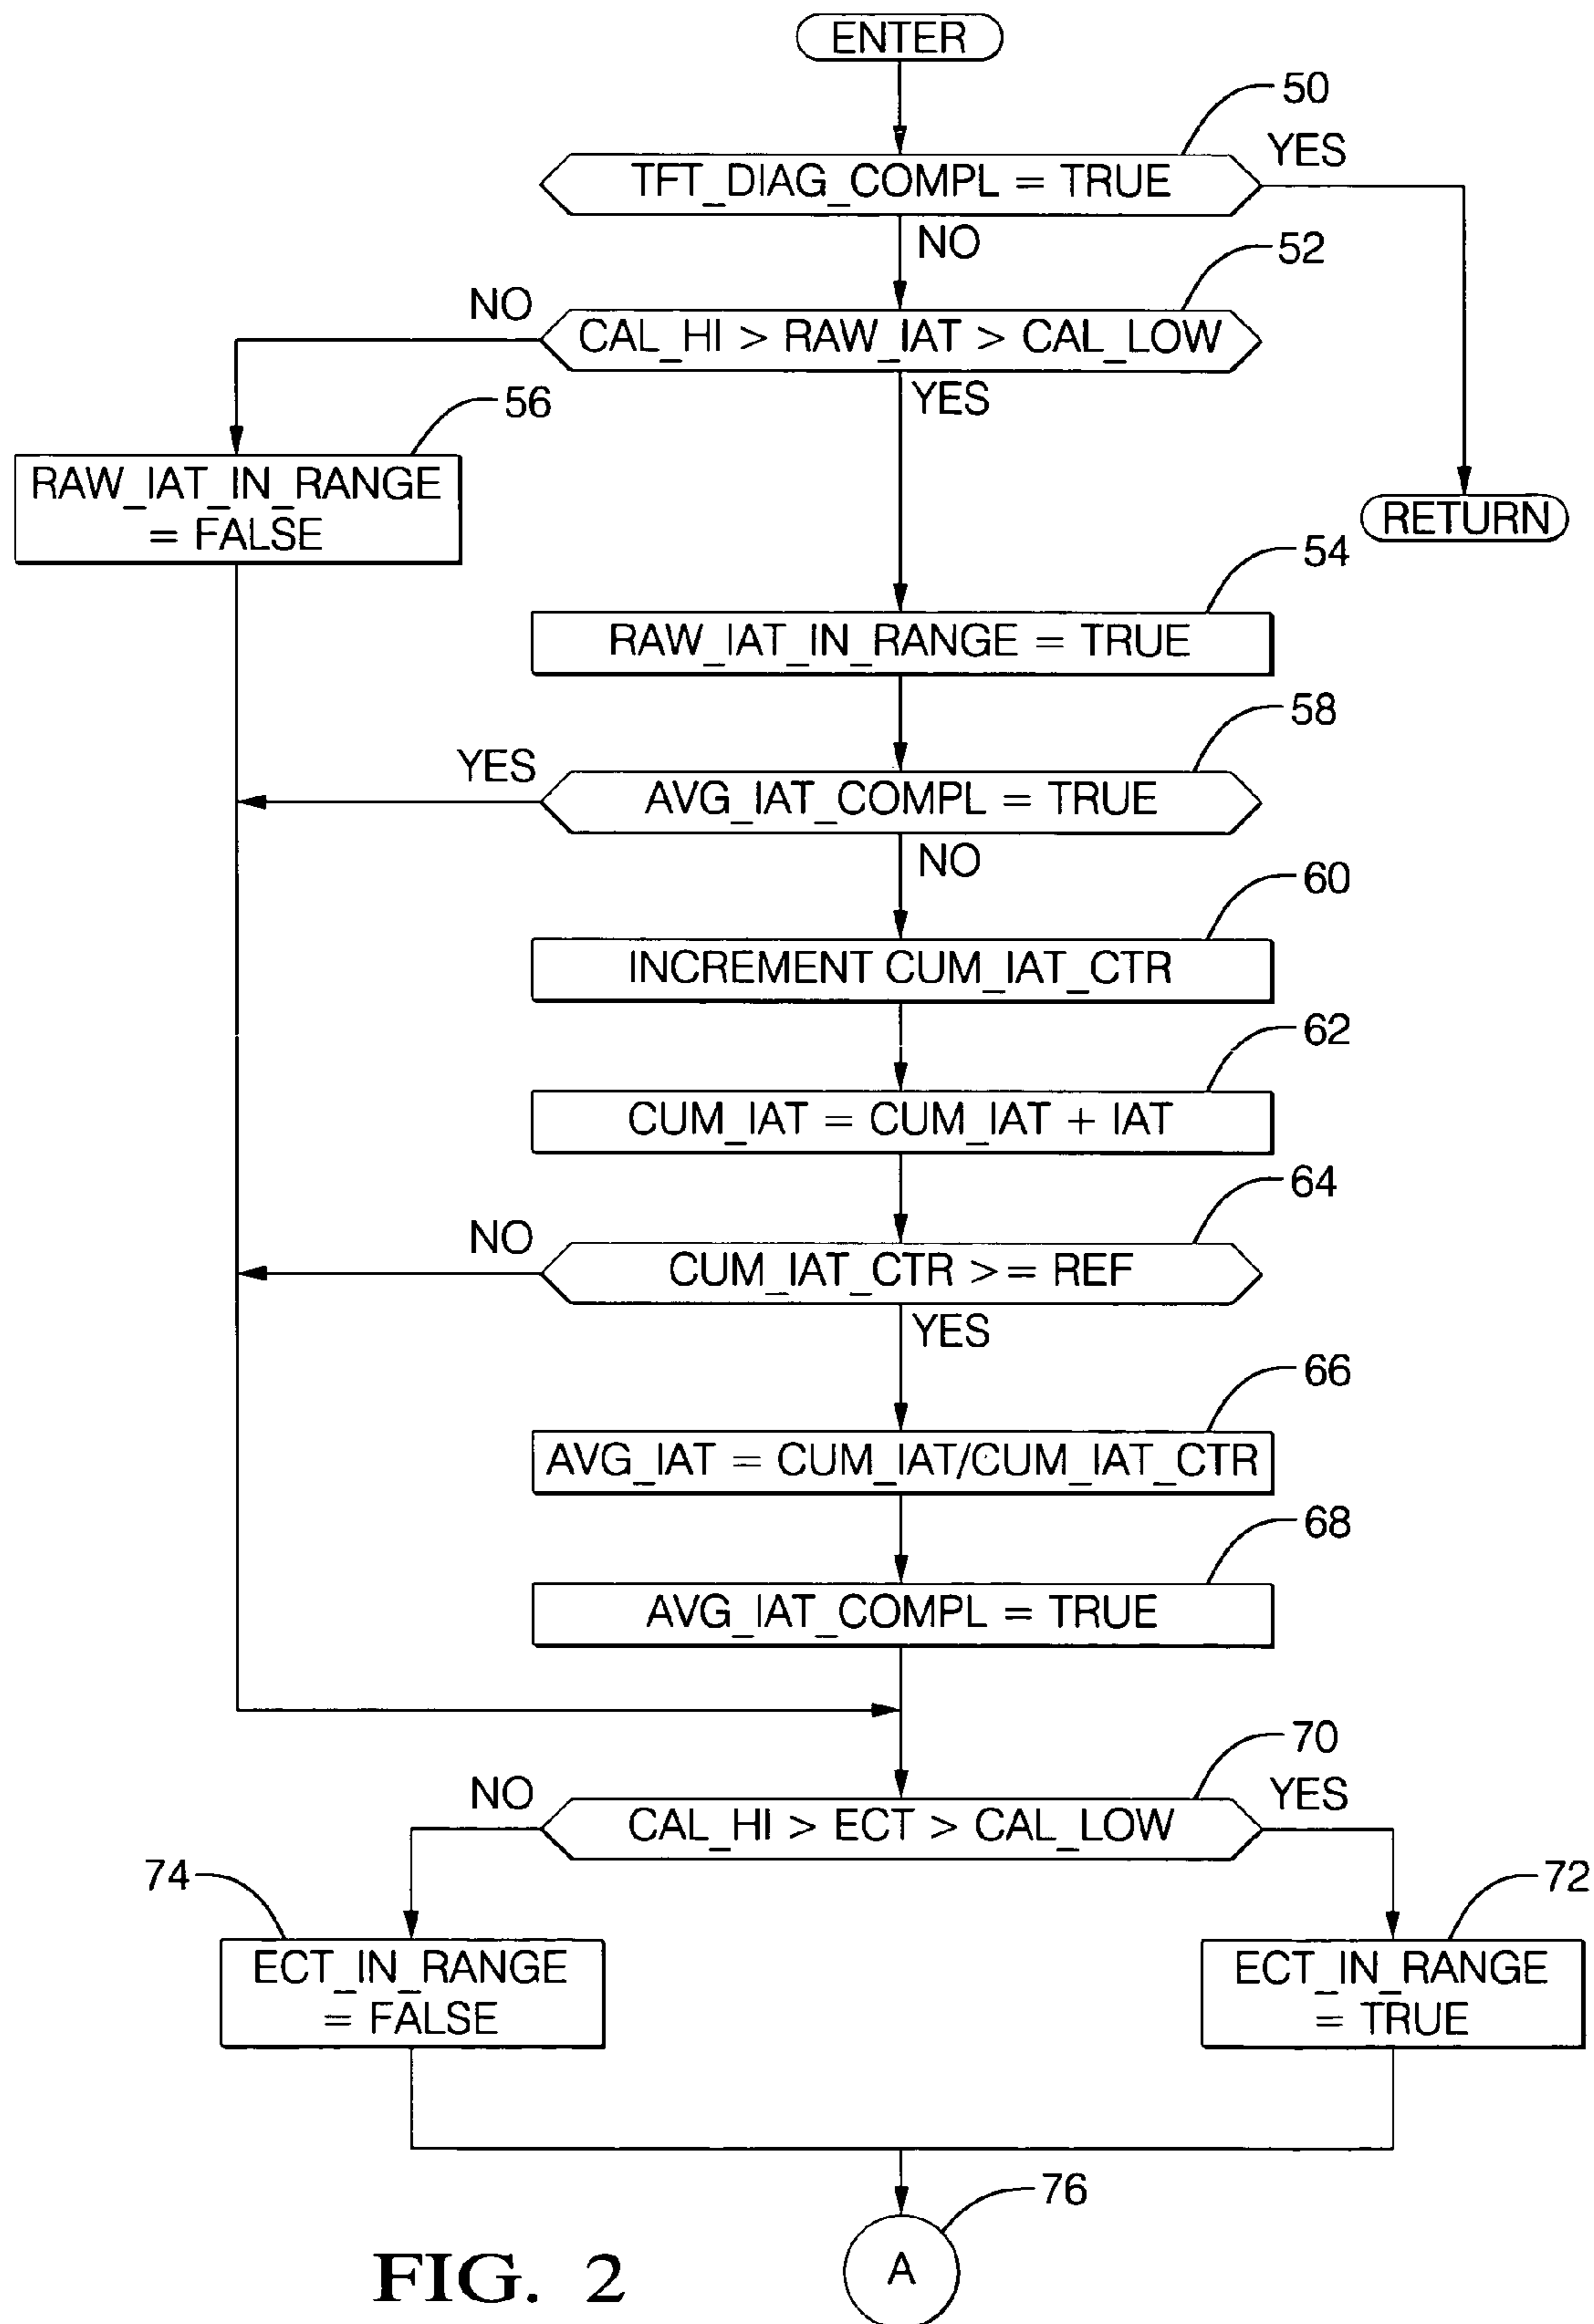 ENTER
50
TFT_DIAG_COMPL = TRUE
YES
NO
52
NO
CAL_HI > RAW_IAT > CAL_LOW
YES
56
RAW_IAT_IN_RANGE
= FALSE
RETURN
54
RAW_IAT_IN_RANGE = TRUE
58
YES
AVG_IAT_COMPL = TRUE
NO
60
INCREMENT CUM_IAT_CTR
62
CUM_IAT = CUM_IAT + IAT
64
NO
CUM_IAT_CTR >= REF
YES
66
AVG_IAT = CUM_IAT/CUM_IAT_CTR
68
AVG_IAT_COMPL = TRUE
70
NO
CAL_HI > ECT > CAL_LOW
YES
74
ECT_IN_RANGE
= FALSE
72
ECT_IN_RANGE
= TRUE
76
A
FIG. 2